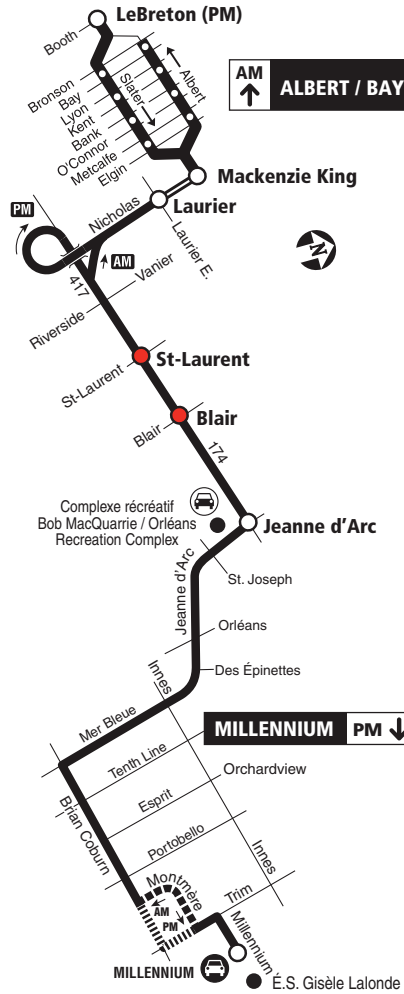 LeBreton (PM)
Booth
Bronson
Bay
Lyon
Kent
Bank
O'Connor
Metcalfe
Elgin
Slater
Albert
AM
ALBERT / BAY
Mackenzie King
PM
Nicholas
Laurier
Laurier E.
AM
N
417
Vanier
Riverside
St-Laurent
St-Laurent
Blair
Blair
174
Complexe récréatif
Bob MacQuarrie / Orléans
Recreation Complex
Jeanne d'Arc
Jeanne d'Arc
St. Joseph
Orléans
Innes
Des Épinettes
Mer Bleue
MILLENNIUM PM
Tenth Line
Orchardview
Brian Coburn
Esprit
Portobello
Innes
Montmère
AM
PM
Trim
Millennium
MILLENNIUM
É.S. Gisèle Lalonde